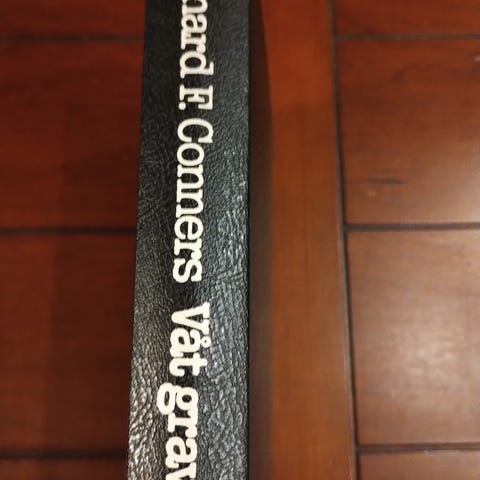 nard F. Conners Våt grav